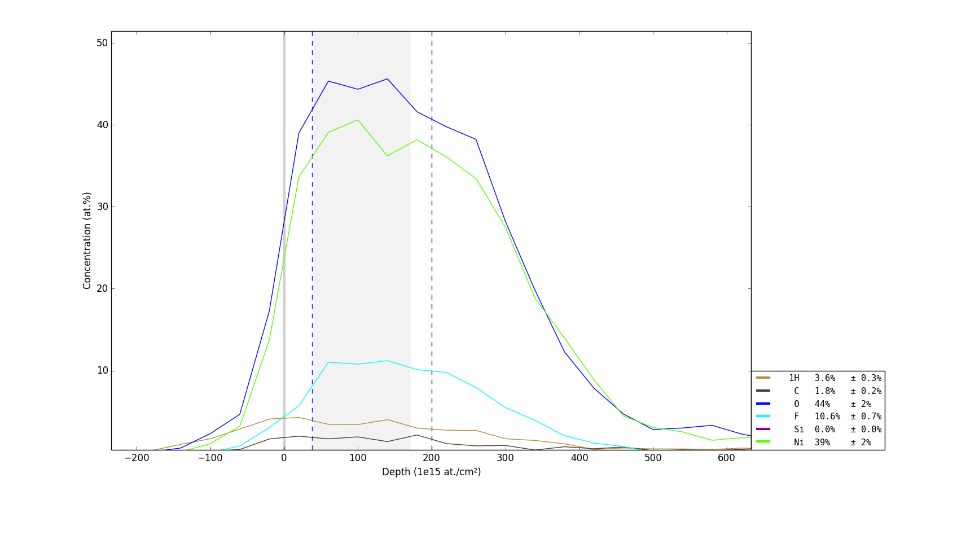 50
40
30
20
10
Concentration (at.%)
−200 −100 0 100 200 300 400 500 600
Depth (1e15 at./cm²)
1H 3.6% ± 0.3%
C 1.8% ± 0.2%
O 44% ± 2%
F 10.6% ± 0.7%
Si 0.0% ± 0.0%
Ni 39% ± 2%